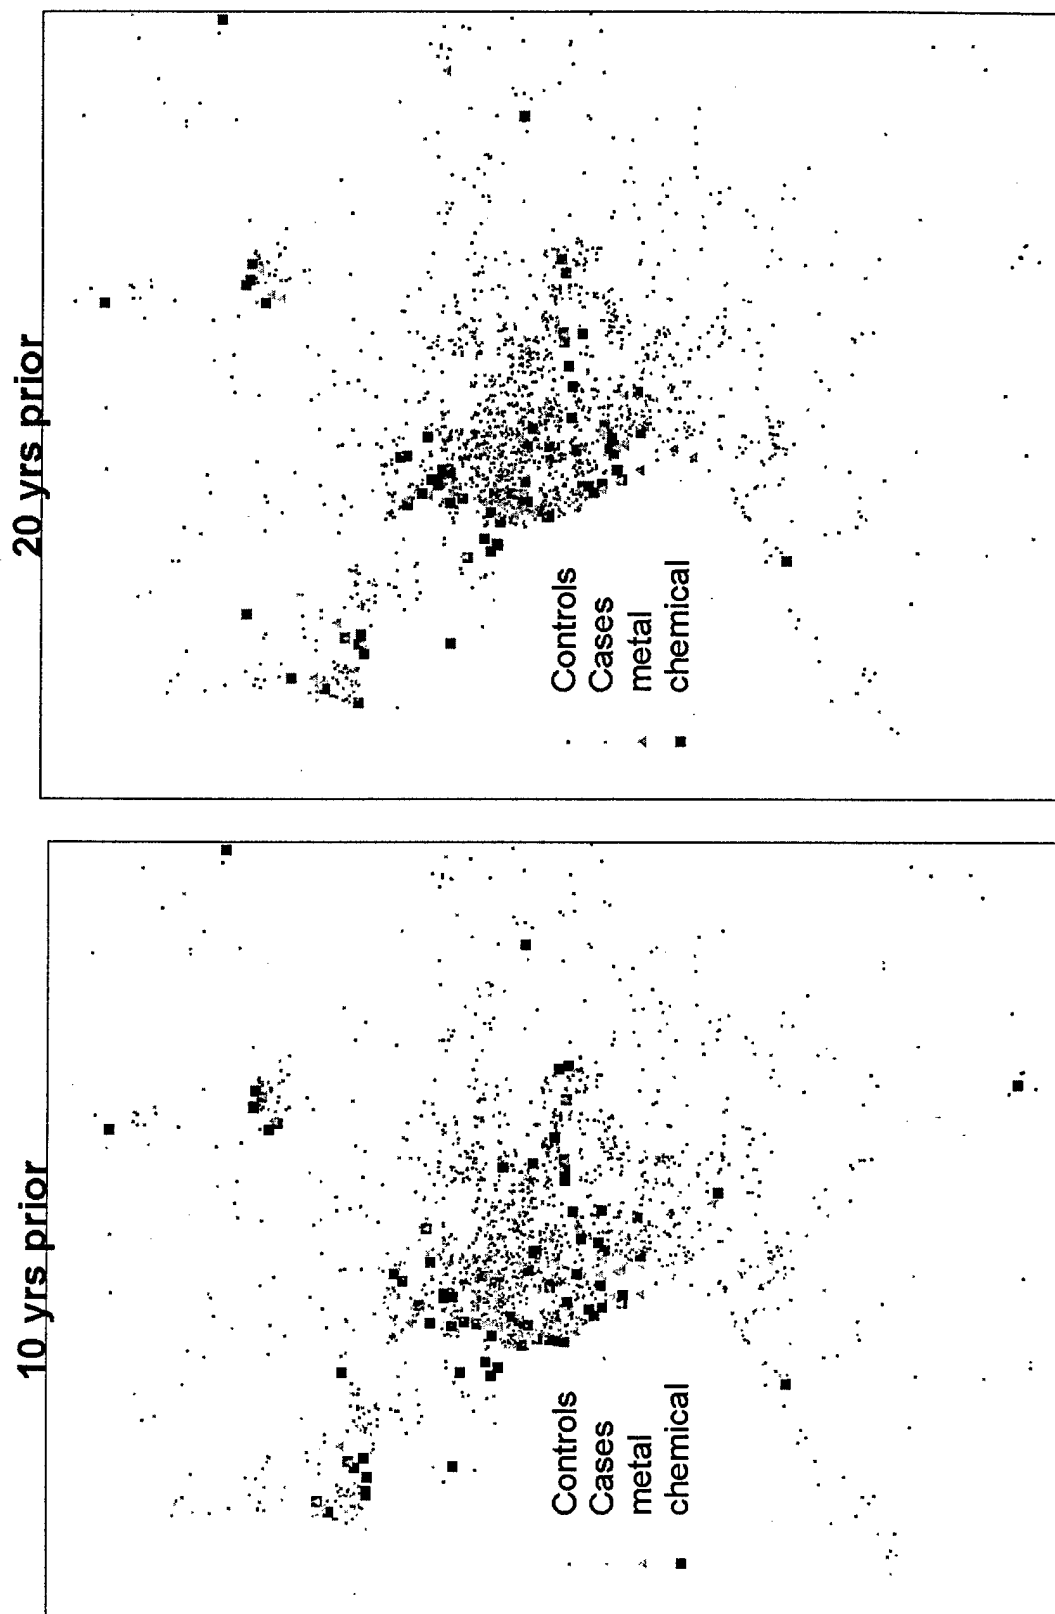 10 yrs prior
Controls
Cases
metal
chemical
20 yrs prior
Controls
Cases
metal
chemical